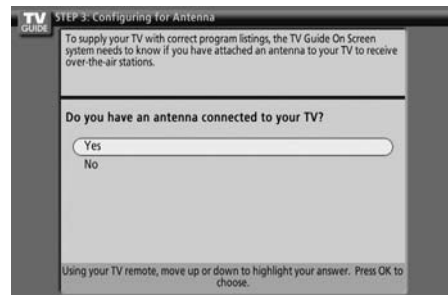 TV
GUIDE
STEP 3: Configuring for Antenna
To supply your TV with correct program listings, the TV Guide On Screen
system needs to know if you have attached an antenna to your TV to receive
over-the-air stations.
Do you have an antenna connected to your TV?
Yes
No
Using your TV remote, move up or down to highlight your answer. Press OK to
choose.